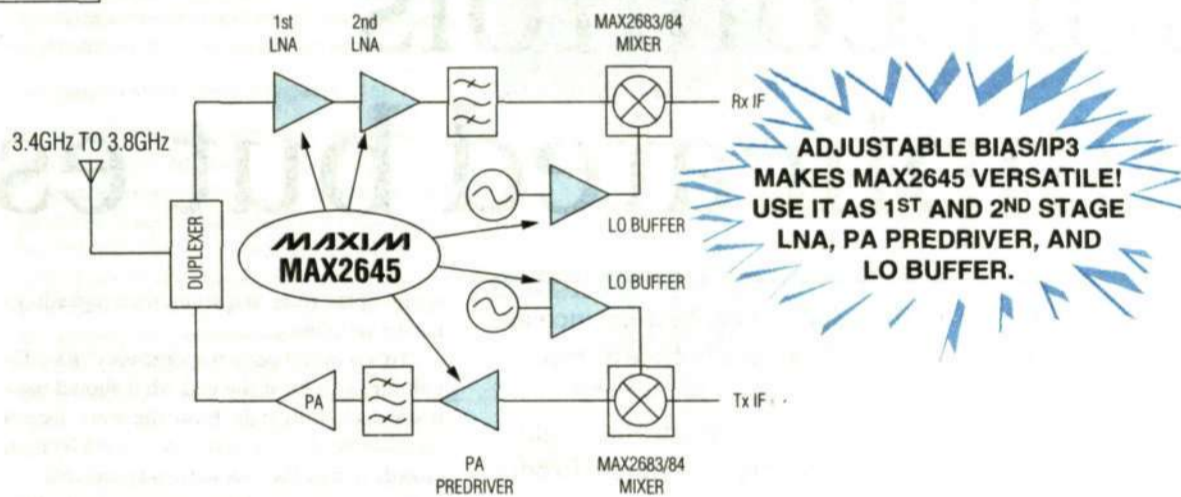 1st
LNA
2nd
LNA
MAX2683/84
MIXER
3.4GHz TO 3.8GHz
Rx IF
DUPLEXER
LO BUFFER
MAXIM
MAX2645
LO BUFFER
PA
Tx IF
PA
PREDRIVER
MAX2683/84
MIXER
ADJUSTABLE BIAS/IP3
MAKES MAX2645 VERSATILE!
USE IT AS 1ST AND 2ND STAGE
LNA, PA PREDRIVER, AND
LO BUFFER.